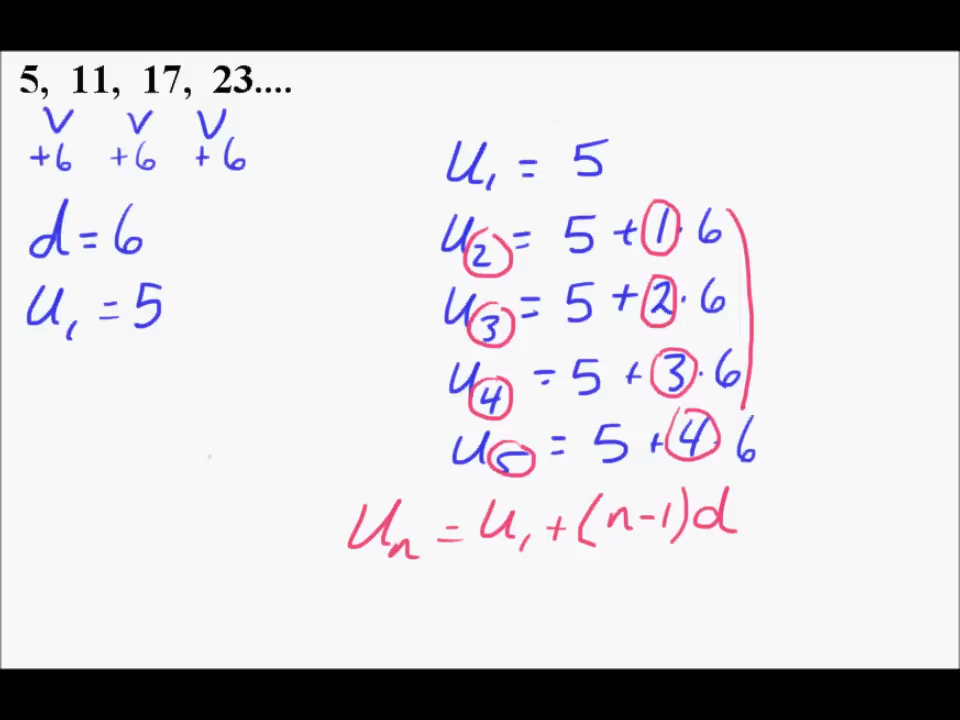 5, 11, 17, 23....
V V V
+6 +6 +6
d = 6
u₁ = 5
u₁ = 5
u₂ = 5 + 1 · 6
u₃ = 5 + 2 · 6
u₄ = 5 + 3 · 6
u₅ = 5 + 4 · 6
uₙ = u₁ + (n-1)d